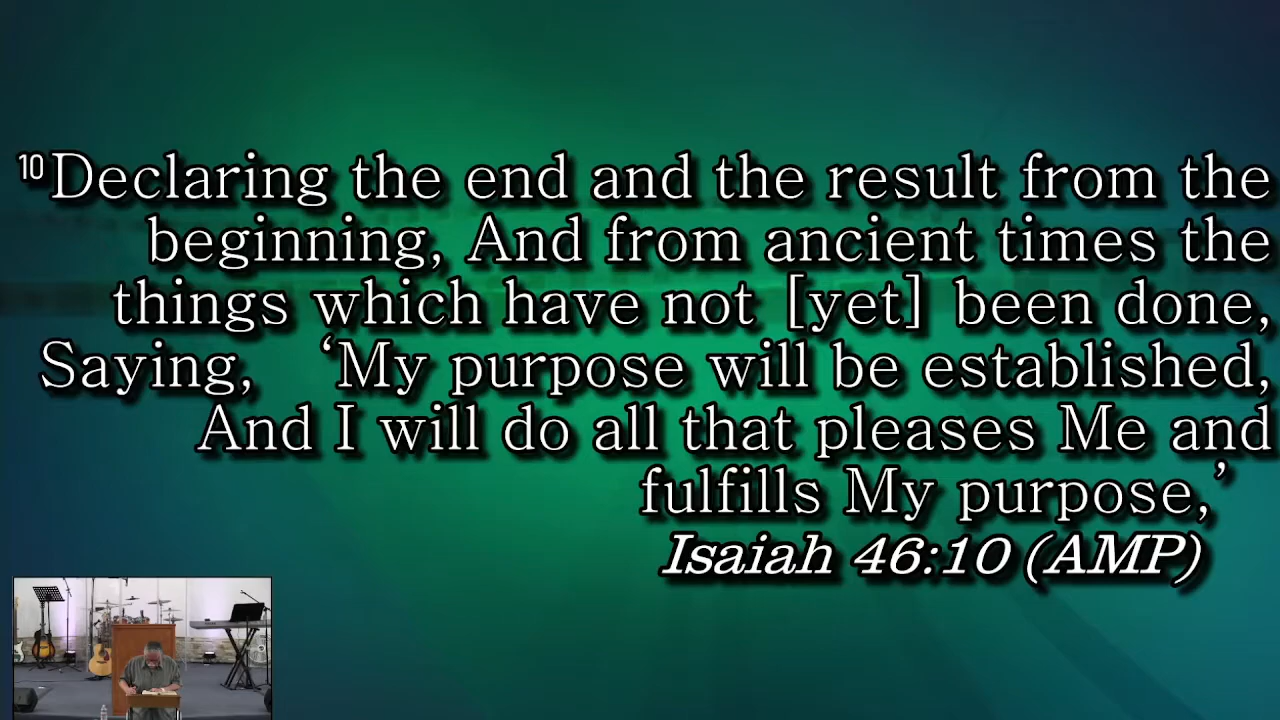 ¹⁰Declaring the end and the result from the
beginning, And from ancient times the
things which have not [yet] been done,
Saying, ‘My purpose will be established,
And I will do all that pleases Me and
fulfills My purpose,’
Isaiah 46:10 (AMP)